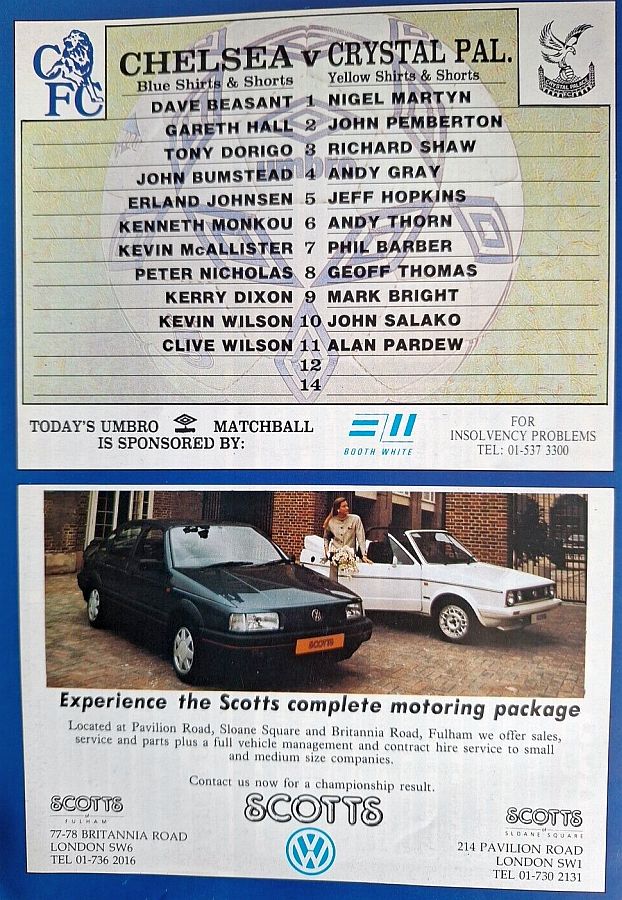 CFC
CHELSEA v CRYSTAL PAL.
Blue Shirts & Shorts Yellow Shirts & Shorts
CRYSTAL PALACE F.C.
umbro
DAVE BEASANT 1 NIGEL MARTYN
GARETH HALL 2 JOHN PEMBERTON
TONY DORIGO 3 RICHARD SHAW
JOHN BUMSTEAD 4 ANDY GRAY
ERLAND JOHNSEN 5 JEFF HOPKINS
KENNETH MONKOU 6 ANDY THORN
KEVIN McALLISTER 7 PHIL BARBER
PETER NICHOLAS 8 GEOFF THOMAS
KERRY DIXON 9 MARK BRIGHT
KEVIN WILSON 10 JOHN SALAKO
CLIVE WILSON 11 ALAN PARDEW
12
14
TODAY'S UMBRO MATCHBALL
IS SPONSORED BY:
BOOTH WHITE
FOR
INSOLVENCY PROBLEMS
TEL: 01-537 3300
SCOTTS
Experience the Scotts complete motoring package
Located at Pavilion Road, Sloane Square and Britannia Road, Fulham we offer sales,
service and parts plus a full vehicle management and contract hire service to small
and medium size companies.
Contact us now for a championship result.
SCOTTS
of
FULHAM
77-78 BRITANNIA ROAD
LONDON SW6
TEL 01-736 2016
SCOTTS
VW
SCOTTS
of
SLOANE SQUARE
214 PAVILION ROAD
LONDON SW1
TEL 01-730 2131